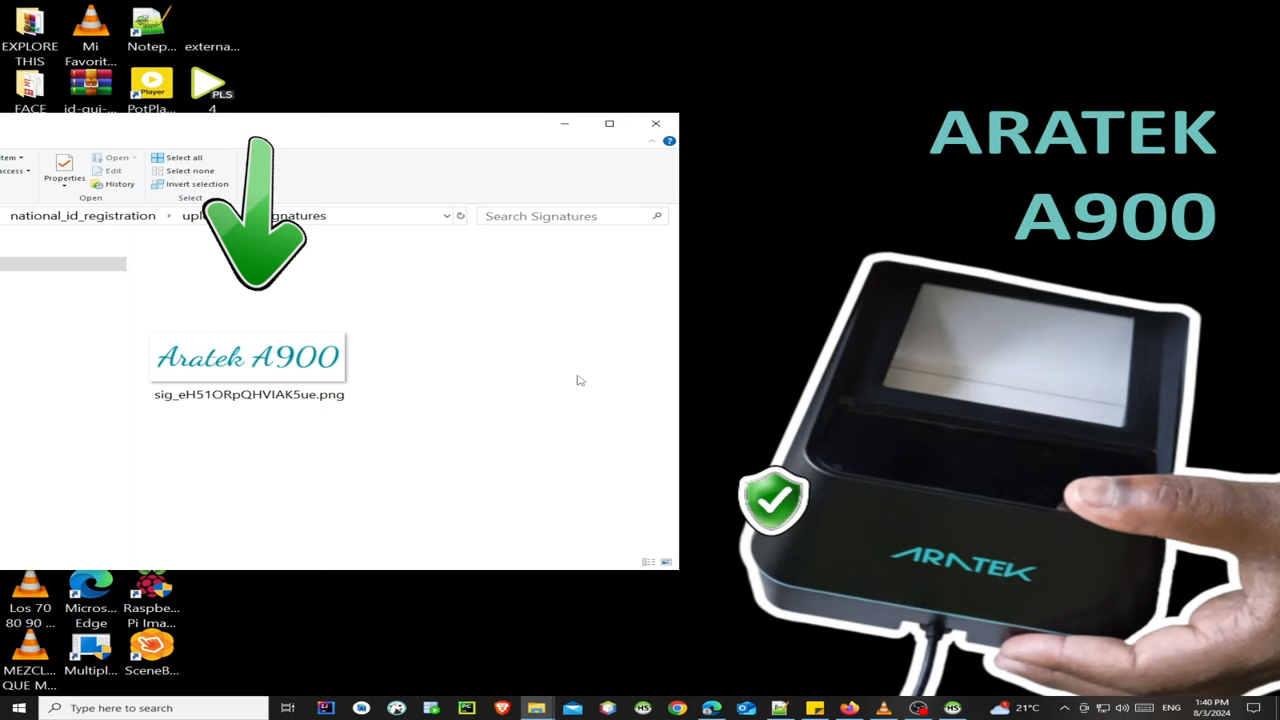 EXPLORE
THIS
Mi
Favorit...
Notep...
externa...
FACE
id-gui-...
Player
PotPla...
PLS
4
ARATEK
A900
Properties
Open
Edit
History
Open
Select all
Select none
Invert selection
Select
national_id_registration
Search Signatures
Aratek A900
sig_eH51ORpQHVIAK5ue.png
ARATEK
Los 70
80 90 ...
Micros...
Edge
Raspbe...
Pi Ima...
MEZCL...
QUE M...
Multipl...
SceneB...
Type here to search
21°C
ENG
1:40 PM
8/3/2024